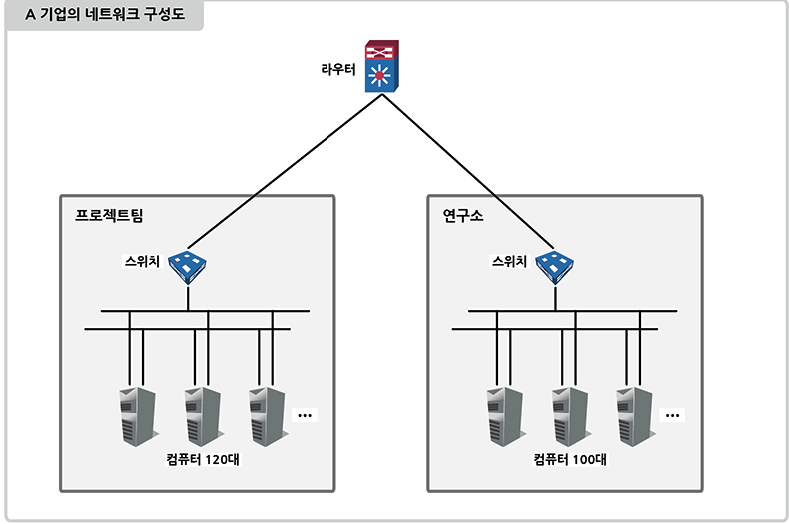 A 기업의 네트워크 구성도
라우터
프로젝트팀
연구소
스위치
스위치
...
...
컴퓨터 120대
컴퓨터 100대